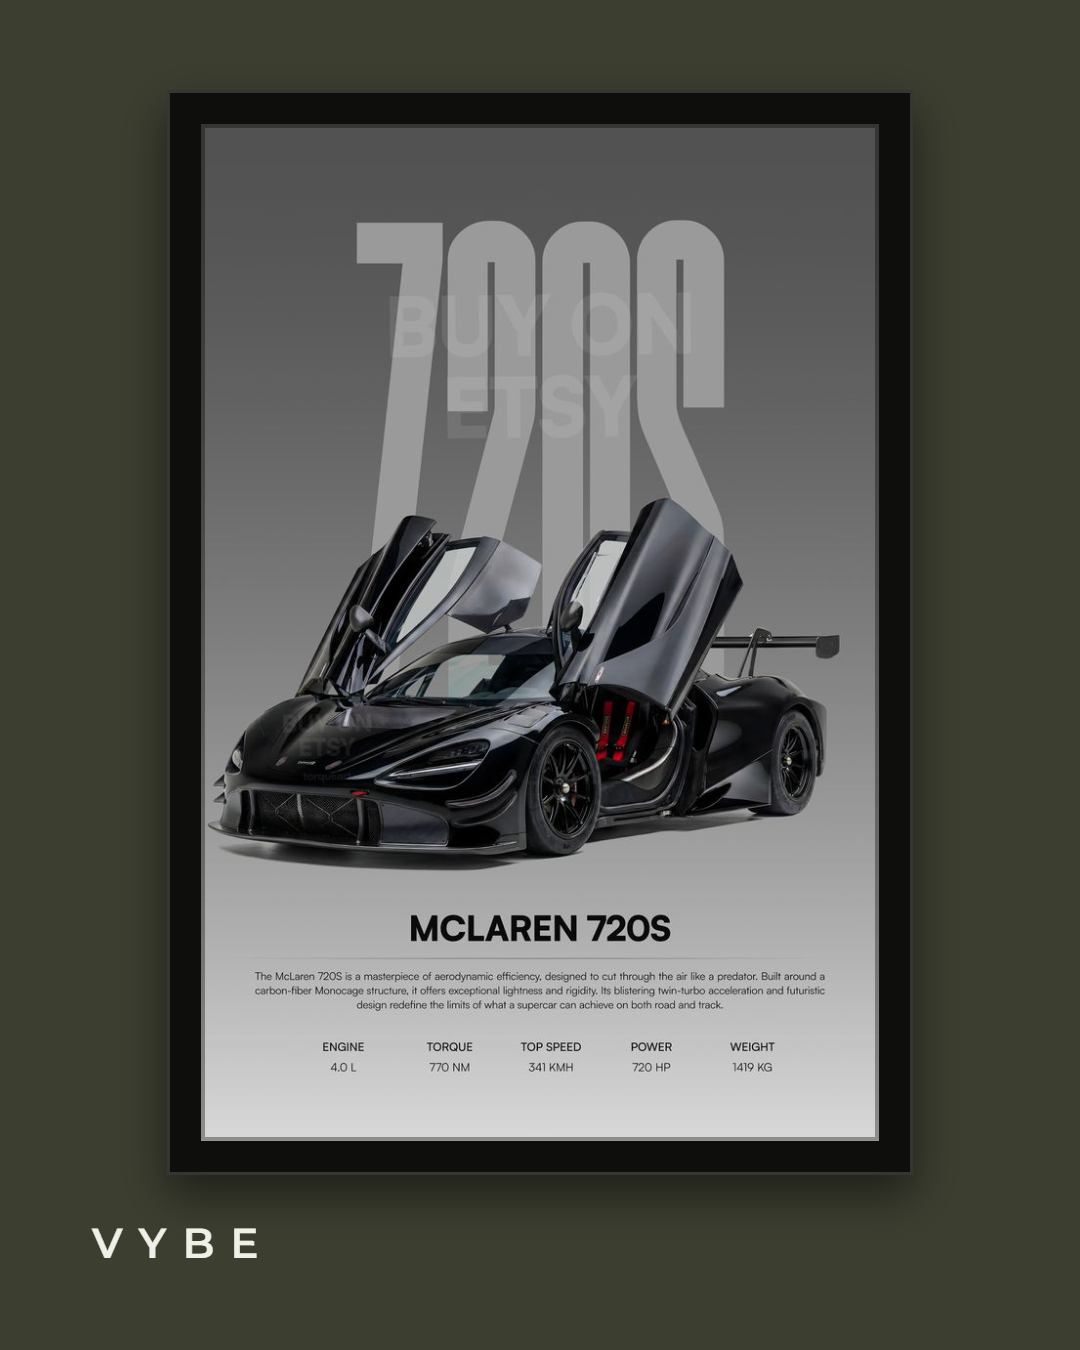 720S
BUY ON
ETSY
BUY ON
ETSY
MCLAREN 720S
The McLaren 720S is a masterpiece of aerodynamic efficiency, designed to cut through the air like a predator. Built around a
carbon-fiber Monocage structure, it offers exceptional lightness and rigidity. Its blistering twin-turbo acceleration and futuristic
design redefine the limits of what a supercar can achieve on both road and track.
ENGINE TORQUE TOP SPEED POWER WEIGHT
4.0 L 770 NM 341 KMH 720 HP 1419 KG
VYBE